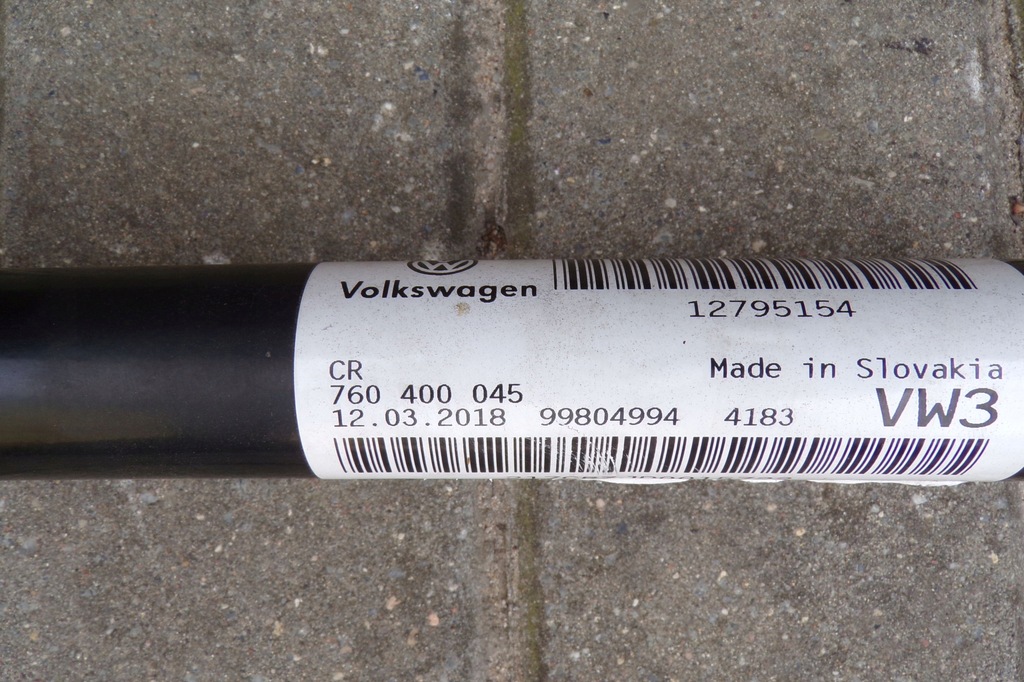 Volkswagen
12795154
CR
Made in Slovakia
760 400 045
VW3
12.03.2018 99804994 4183